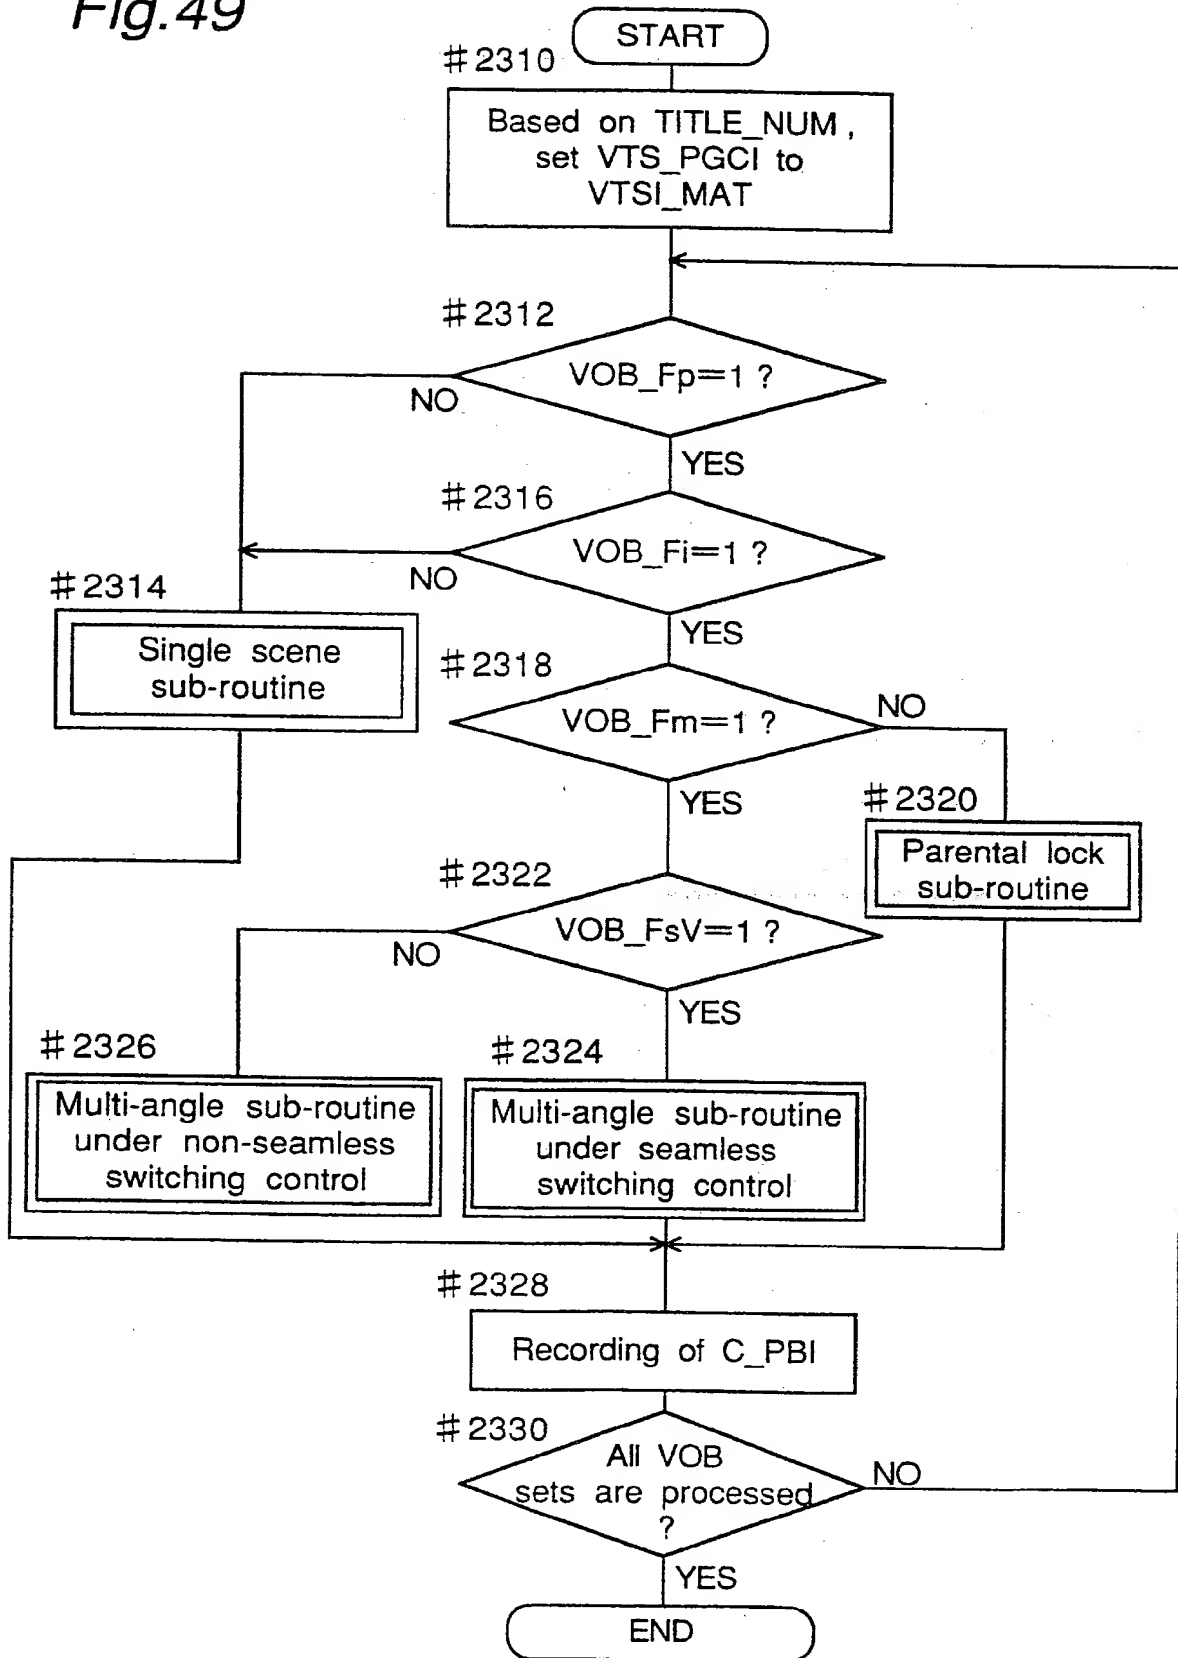 Fig.49
START
#2310
Based on TITLE_NUM,
set VTS_PGCI to
VTSI_MAT
#2312
VOB_Fp=1 ?
NO
YES
#2316
VOB_Fi=1 ?
NO
YES
#2314
Single scene
sub-routine
#2318
VOB_Fm=1 ?
NO
YES
#2320
Parental lock
sub-routine
#2322
VOB_FsV=1 ?
NO
YES
#2326
Multi-angle sub-routine
under non-seamless
switching control
#2324
Multi-angle sub-routine
under seamless
switching control
#2328
Recording of C_PBI
#2330
All VOB
sets are processed
?
NO
YES
END